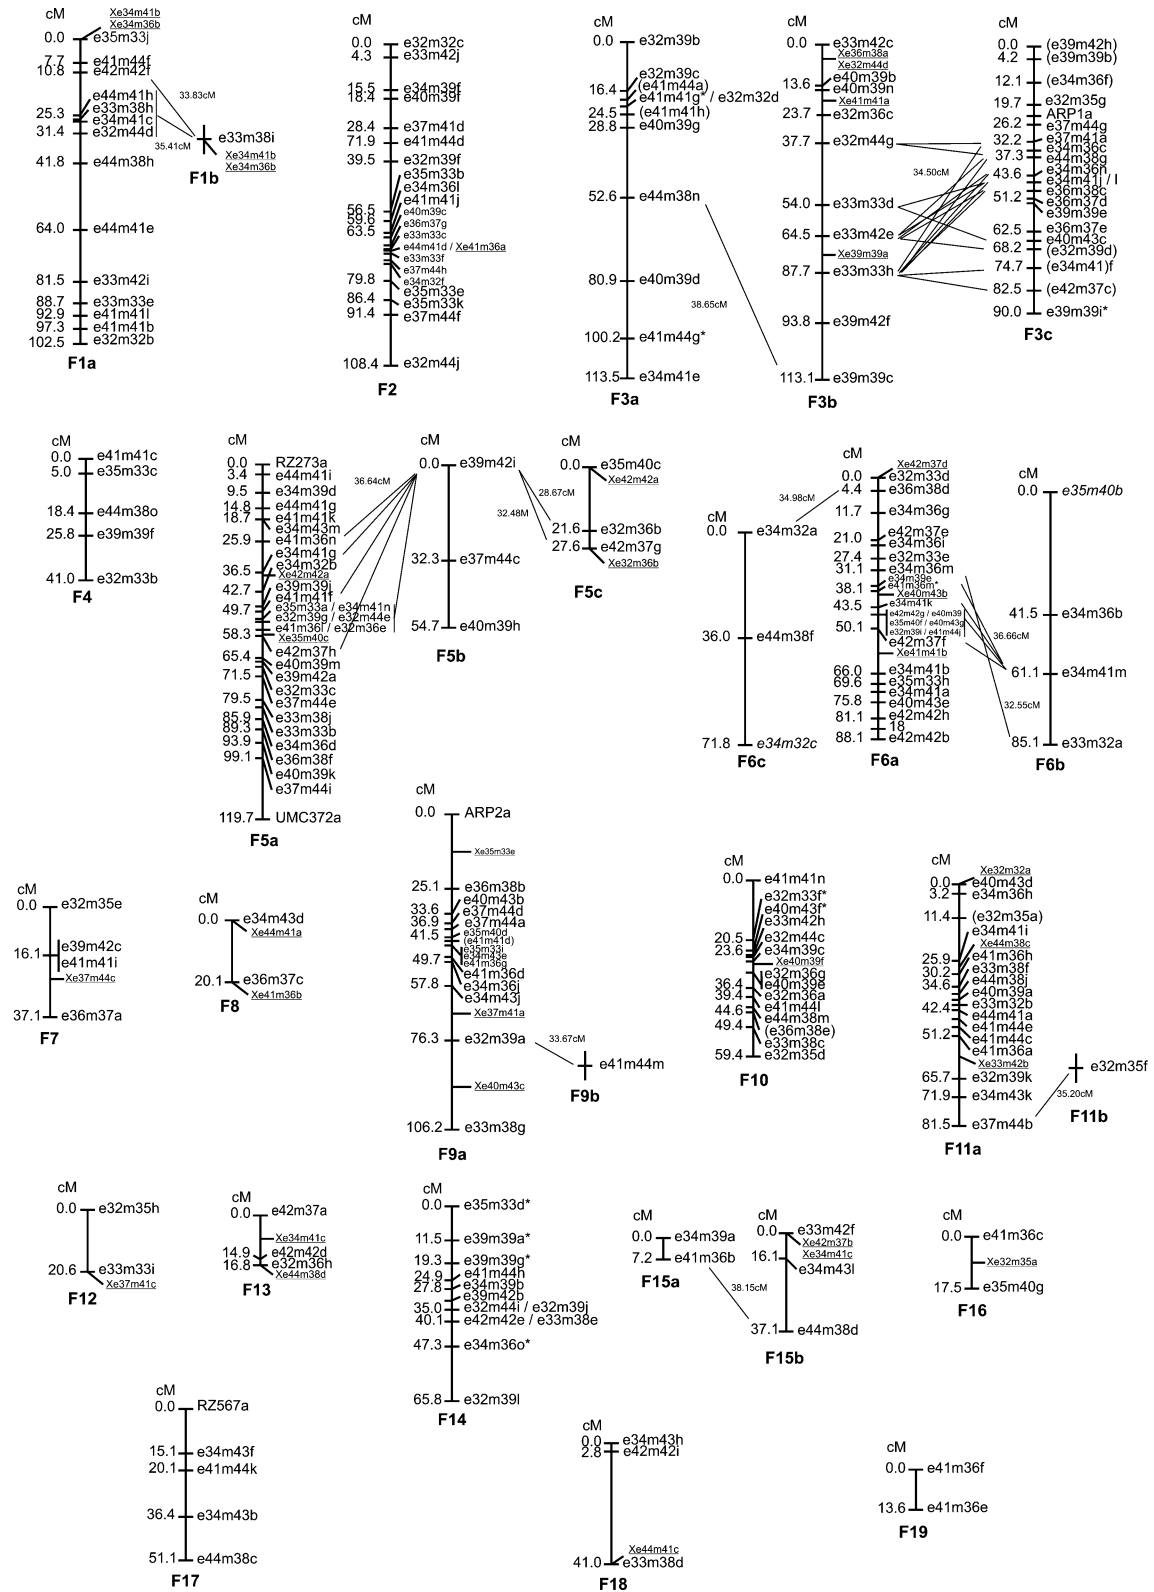 cM
Xe34m41b
Xe34m36b
0.0 e35m33j
7.7 e41m44f
10.8 e42m42f
e44m41h
e33m38h
25.3 e34m41c
31.4 e32m44d
41.8 e44m38h
64.0 e44m41e
81.5 e33m42i
88.7 e33m33e
92.9 e41m41l
97.3 e41m41b
102.5 e32m32b
F1a
33.83cM
35.41cM
e33m38i
Xe34m41b
Xe34m36b
F1b
cM
0.0 e32m32c
4.3 e33m42j
15.5 e34m39f
18.4 e40m39f
28.4 e37m41d
71.9 e41m44d
39.5 e32m39f
e35m33b
e34m36l
e41m41j
56.5 e40m39c
59.6 e36m37g
63.5 e33m33c
e44m41d / Xe41m36a
e33m33f
e37m44h
79.8 e34m32f
e35m33e
86.4 e35m33k
91.4 e37m44f
108.4 e32m44j
F2
cM
0.0 e32m39b
e32m39c
16.4 (e41m44a)
e41m41g* / e32m32d
24.5 (e41m41h)
28.8 e40m39g
52.6 e44m38n
80.9 e40m39d
100.2 e41m44g*
113.5 e34m41e
F3a
38.65cM
cM
0.0 e33m42c
Xe36m38a
Xe32m44d
13.6 e40m39b
e40m39n
Xe41m41a
23.7 e32m36c
37.7 e32m44g
54.0 e33m33d
64.5 e33m42e
Xe39m39a
87.7 e33m33h
93.8 e39m42f
113.1 e39m39c
F3b
34.50cM
cM
0.0 (e39m42h)
4.2 (e39m39b)
12.1 (e34m36f)
19.7 e32m35g
ARP1a
26.2 e37m44g
32.2 e37m41a
e34m36c
37.3 e44m38g
43.6 e34m36h
e34m41j / l
51.2 e36m38c
e36m37d
e39m39e
62.5 e36m37e
e40m43c
68.2 (e32m39d)
74.7 (e34m41)f
82.5 (e42m37c)
90.0 e39m39i*
F3c
cM
0.0 e41m41c
5.0 e35m33c
18.4 e44m38o
25.8 e39m39f
41.0 e32m33b
F4
cM
0.0 RZ273a
3.4 e44m41i
9.5 e34m39d
14.8 e44m41g
18.7 e41m41k
e34m43m
25.9 e41m36n
e34m41g
36.5 e34m32b
Xe42m42a
42.7 e39m39j
e41m41f
49.7 e35m33a / e34m41n
e32m39g / e32m44e
e41m36l / e32m36e
58.3 Xe35m40c
e42m37h
65.4 e40m39m
71.5 e39m42a
e32m33c
79.5 e37m44e
85.9 e33m38j
89.3 e33m33b
93.9 e34m36d
99.1 e36m38f
e40m39k
e37m44i
119.7 UMC372a
F5a
36.64cM
cM
0.0 e39m42i
32.3 e37m44c
54.7 e40m39h
F5b
28.67cM
32.48M
cM
0.0 e35m40c
Xe42m42a
21.6 e32m36b
27.6 e42m37g
Xe32m36b
F5c
cM
0.0 e34m32a
36.0 e44m38f
71.8 e34m32c
F6c
34.98cM
cM
Xe42m37d
0.0 e32m33d
4.4 e36m38d
11.7 e34m36g
21.0 e42m37e
e34m36i
27.4 e32m33e
31.1 e34m36m
e34m39e
38.1 e41m36m*
Xe40m43b
43.5 e34m41k
e42m42g / e40m39
50.1 e35m40f / e40m43g
e32m39i / e41m44j
e42m37f
Xe41m41b
66.0 e34m41b
69.6 e35m33h
e34m41a
75.8 e40m43e
81.1 e42m42h
18
88.1 e42m42b
F6a
36.66cM
32.55cM
cM
0.0 e35m40b
41.5 e34m36b
61.1 e34m41m
85.1 e33m32a
F6b
cM
0.0 e32m35e
16.1 e39m42c
e41m41i
Xe37m44c
37.1 e36m37a
F7
cM
0.0 e34m43d
Xe44m41a
20.1 e36m37c
Xe41m36b
F8
cM
0.0 ARP2a
Xe35m33e
25.1 e36m38b
e40m43b
33.6 e37m44d
36.9 e37m44a
41.5 e35m40d
(e41m41d)
e35m33i
e34m43e
49.7 e41m36g
e41m36d
57.8 e34m36j
e34m43j
Xe37m41a
76.3 e32m39a
Xe40m43c
106.2 e33m38g
F9a
33.67cM
e41m44m
F9b
cM
0.0 e41m41n
e32m33f*
e40m43f*
e33m42h
20.5 e32m44c
23.6 e34m39c
Xe40m39f
e32m36g
36.4 e40m39e
39.4 e32m36a
44.6 e41m44l
e44m38m
49.4 (e36m38e)
e33m38c
59.4 e32m35d
F10
cM
Xe32m32a
0.0 e40m43d
3.2 e34m36h
11.4 (e32m35a)
e34m41i
Xe44m38c
25.9 e41m36h
30.2 e33m38f
34.6 e44m38j
e40m39a
42.4 e33m32b
e44m41a
51.2 e41m44e
e41m44c
e41m36a
Xe33m42b
65.7 e32m39k
71.9 e34m43k
81.5 e37m44b
F11a
e32m35f
35.20cM
F11b
cM
0.0 e32m35h
20.6 e33m33i
Xe37m41c
F12
cM
0.0 e42m37a
Xe34m41c
14.9 e42m42d
16.8 e32m36h
Xe44m38d
F13
cM
0.0 e35m33d*
11.5 e39m39a*
19.3 e39m39g*
24.9 e41m44h
27.8 e34m39b
e39m42b
35.0 e32m44i / e32m39j
40.1 e42m42e / e33m38e
47.3 e34m36o*
65.8 e32m39l
F14
cM
0.0 e34m39a
7.2 e41m36b
F15a
38.15cM
cM
0.0 e33m42f
Xe42m37b
16.1 Xe34m41c
e34m43l
37.1 e44m38d
F15b
cM
0.0 e41m36c
Xe32m35a
17.5 e35m40g
F16
cM
0.0 RZ567a
15.1 e34m43f
20.1 e41m44k
36.4 e34m43b
51.1 e44m38c
F17
cM
0.0 e34m43h
2.8 e42m42i
Xe44m41c
41.0 e33m38d
F18
cM
0.0 e41m36f
13.6 e41m36e
F19